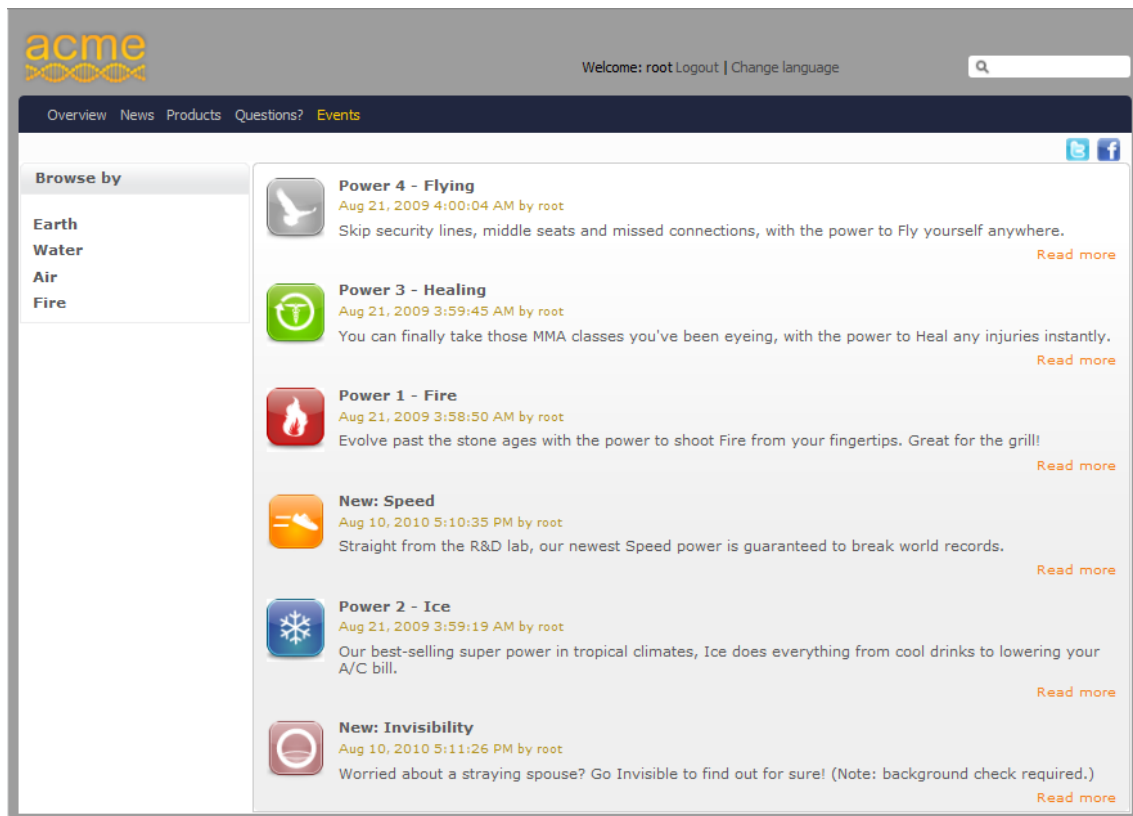 acme
Welcome: root Logout | Change language
Overview News Products Questions? Events
Browse by
Earth
Water
Air
Fire
Power 4 - Flying
Aug 21, 2009 4:00:04 AM by root
Skip security lines, middle seats and missed connections, with the power to Fly yourself anywhere.
Read more
Power 3 - Healing
Aug 21, 2009 3:59:45 AM by root
You can finally take those MMA classes you've been eyeing, with the power to Heal any injuries instantly.
Read more
Power 1 - Fire
Aug 21, 2009 3:58:50 AM by root
Evolve past the stone ages with the power to shoot Fire from your fingertips. Great for the grill!
Read more
New: Speed
Aug 10, 2010 5:10:35 PM by root
Straight from the R&D lab, our newest Speed power is guaranteed to break world records.
Read more
Power 2 - Ice
Aug 21, 2009 3:59:19 AM by root
Our best-selling super power in tropical climates, Ice does everything from cool drinks to lowering your
A/C bill.
Read more
New: Invisibility
Aug 10, 2010 5:11:26 PM by root
Worried about a straying spouse? Go Invisible to find out for sure! (Note: background check required.)
Read more